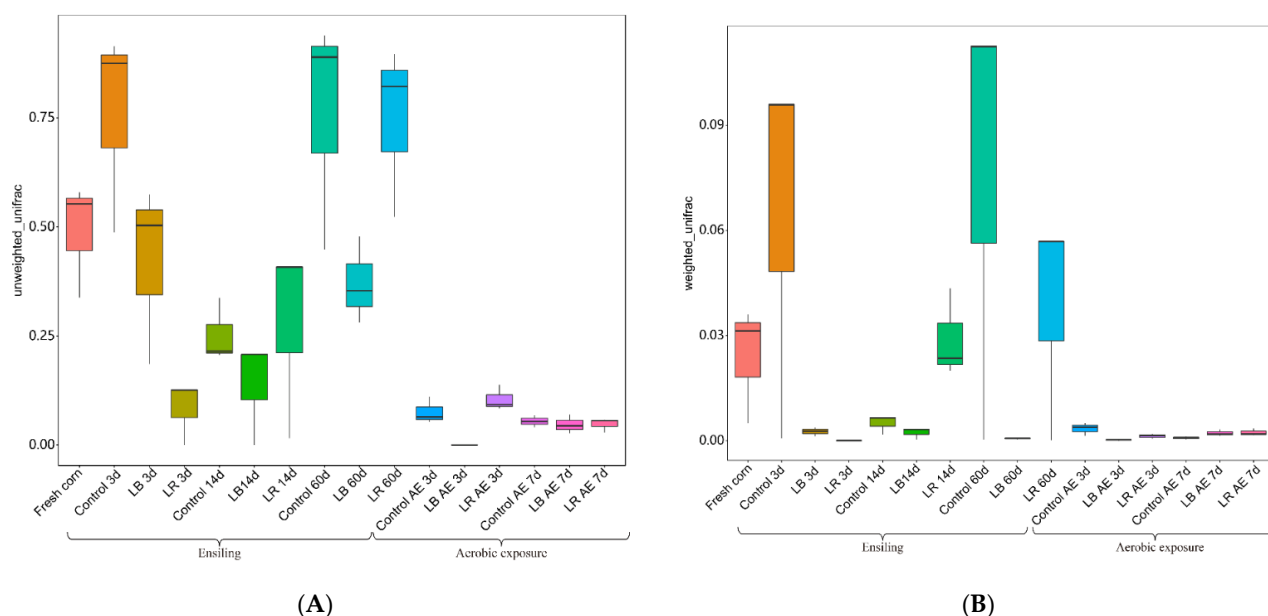 unweighted_unifrac
0.75
0.50
0.25
0.00
Fresh corn
Control 3d
LB 3d
LR 3d
Control 14d
LB14d
LR 14d
Control 60d
LB 60d
LR 60d
Control AE 3d
LB AE 3d
LR AE 3d
Control AE 7d
LB AE 7d
LR AE 7d
Ensiling
Aerobic exposure
(A)
weighted_unifrac
0.09
0.06
0.03
0.00
Fresh corn
Control 3d
LB 3d
LR 3d
Control 14d
LB14d
LR 14d
Control 60d
LB 60d
LR 60d
Control AE 3d
LB AE 3d
LR AE 3d
Control AE 7d
LB AE 7d
LR AE 7d
Ensiling
Aerobic exposure
(B)